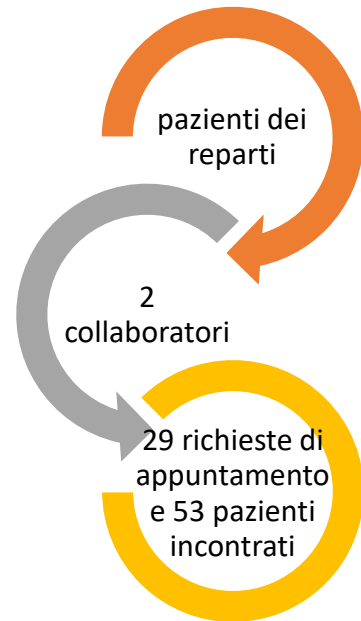 pazienti dei
reparti
2
collaboratori
29 richieste di
appuntamento
e 53 pazienti
incontrati